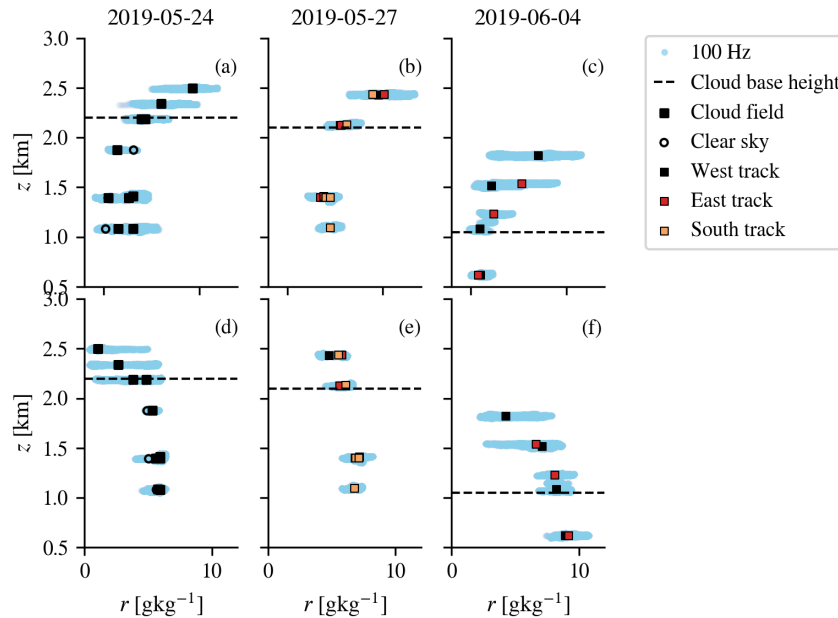 2019-05-24 2019-05-27 2019-06-04
3.0 (a) (b) (c)
2.5
2.0
z [km]
1.5
1.0
0.5
100 Hz
Cloud base height
Cloud field
Clear sky
West track
East track
South track
3.0 (d) (e) (f)
2.5
2.0
z [km]
1.5
1.0
0.5
0 10 0 10 0 10
r [gkg⁻¹] r [gkg⁻¹] r [gkg⁻¹]